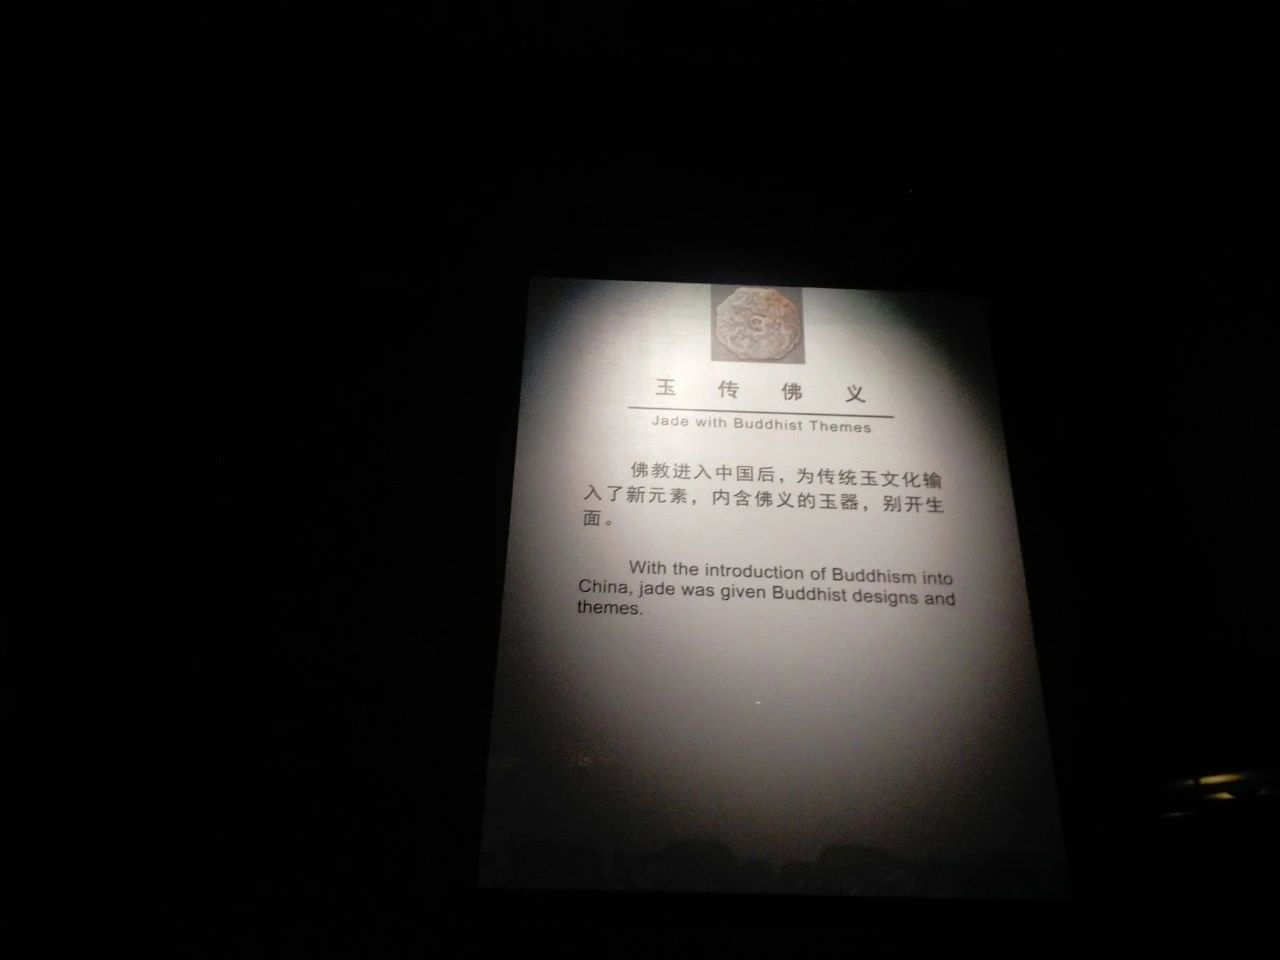 玉传佛义
Jade with Buddhist Themes
佛教进入中国后，为传统玉文化输
入了新元素，内含佛义的玉器，别开生
面。
With the introduction of Buddhism into
China, jade was given Buddhist designs and
themes.